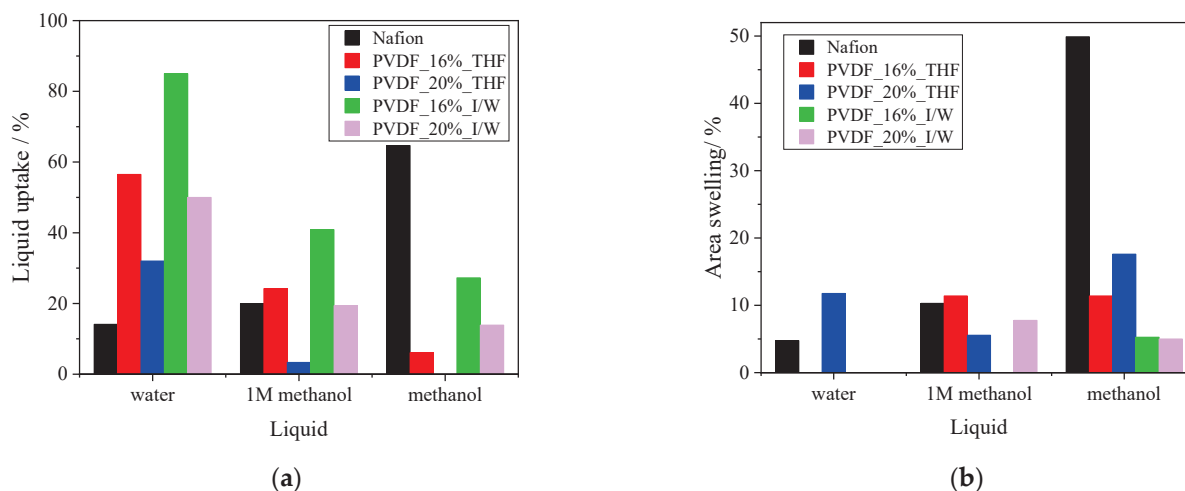 100
80
60
40
20
0
Liquid uptake / %
Nafion
PVDF_16%_THF
PVDF_20%_THF
PVDF_16%_I/W
PVDF_20%_I/W
water
1M methanol
methanol
Liquid
(a)
50
40
30
20
10
0
Area swelling/ %
Nafion
PVDF_16%_THF
PVDF_20%_THF
PVDF_16%_I/W
PVDF_20%_I/W
water
1M methanol
methanol
Liquid
(b)